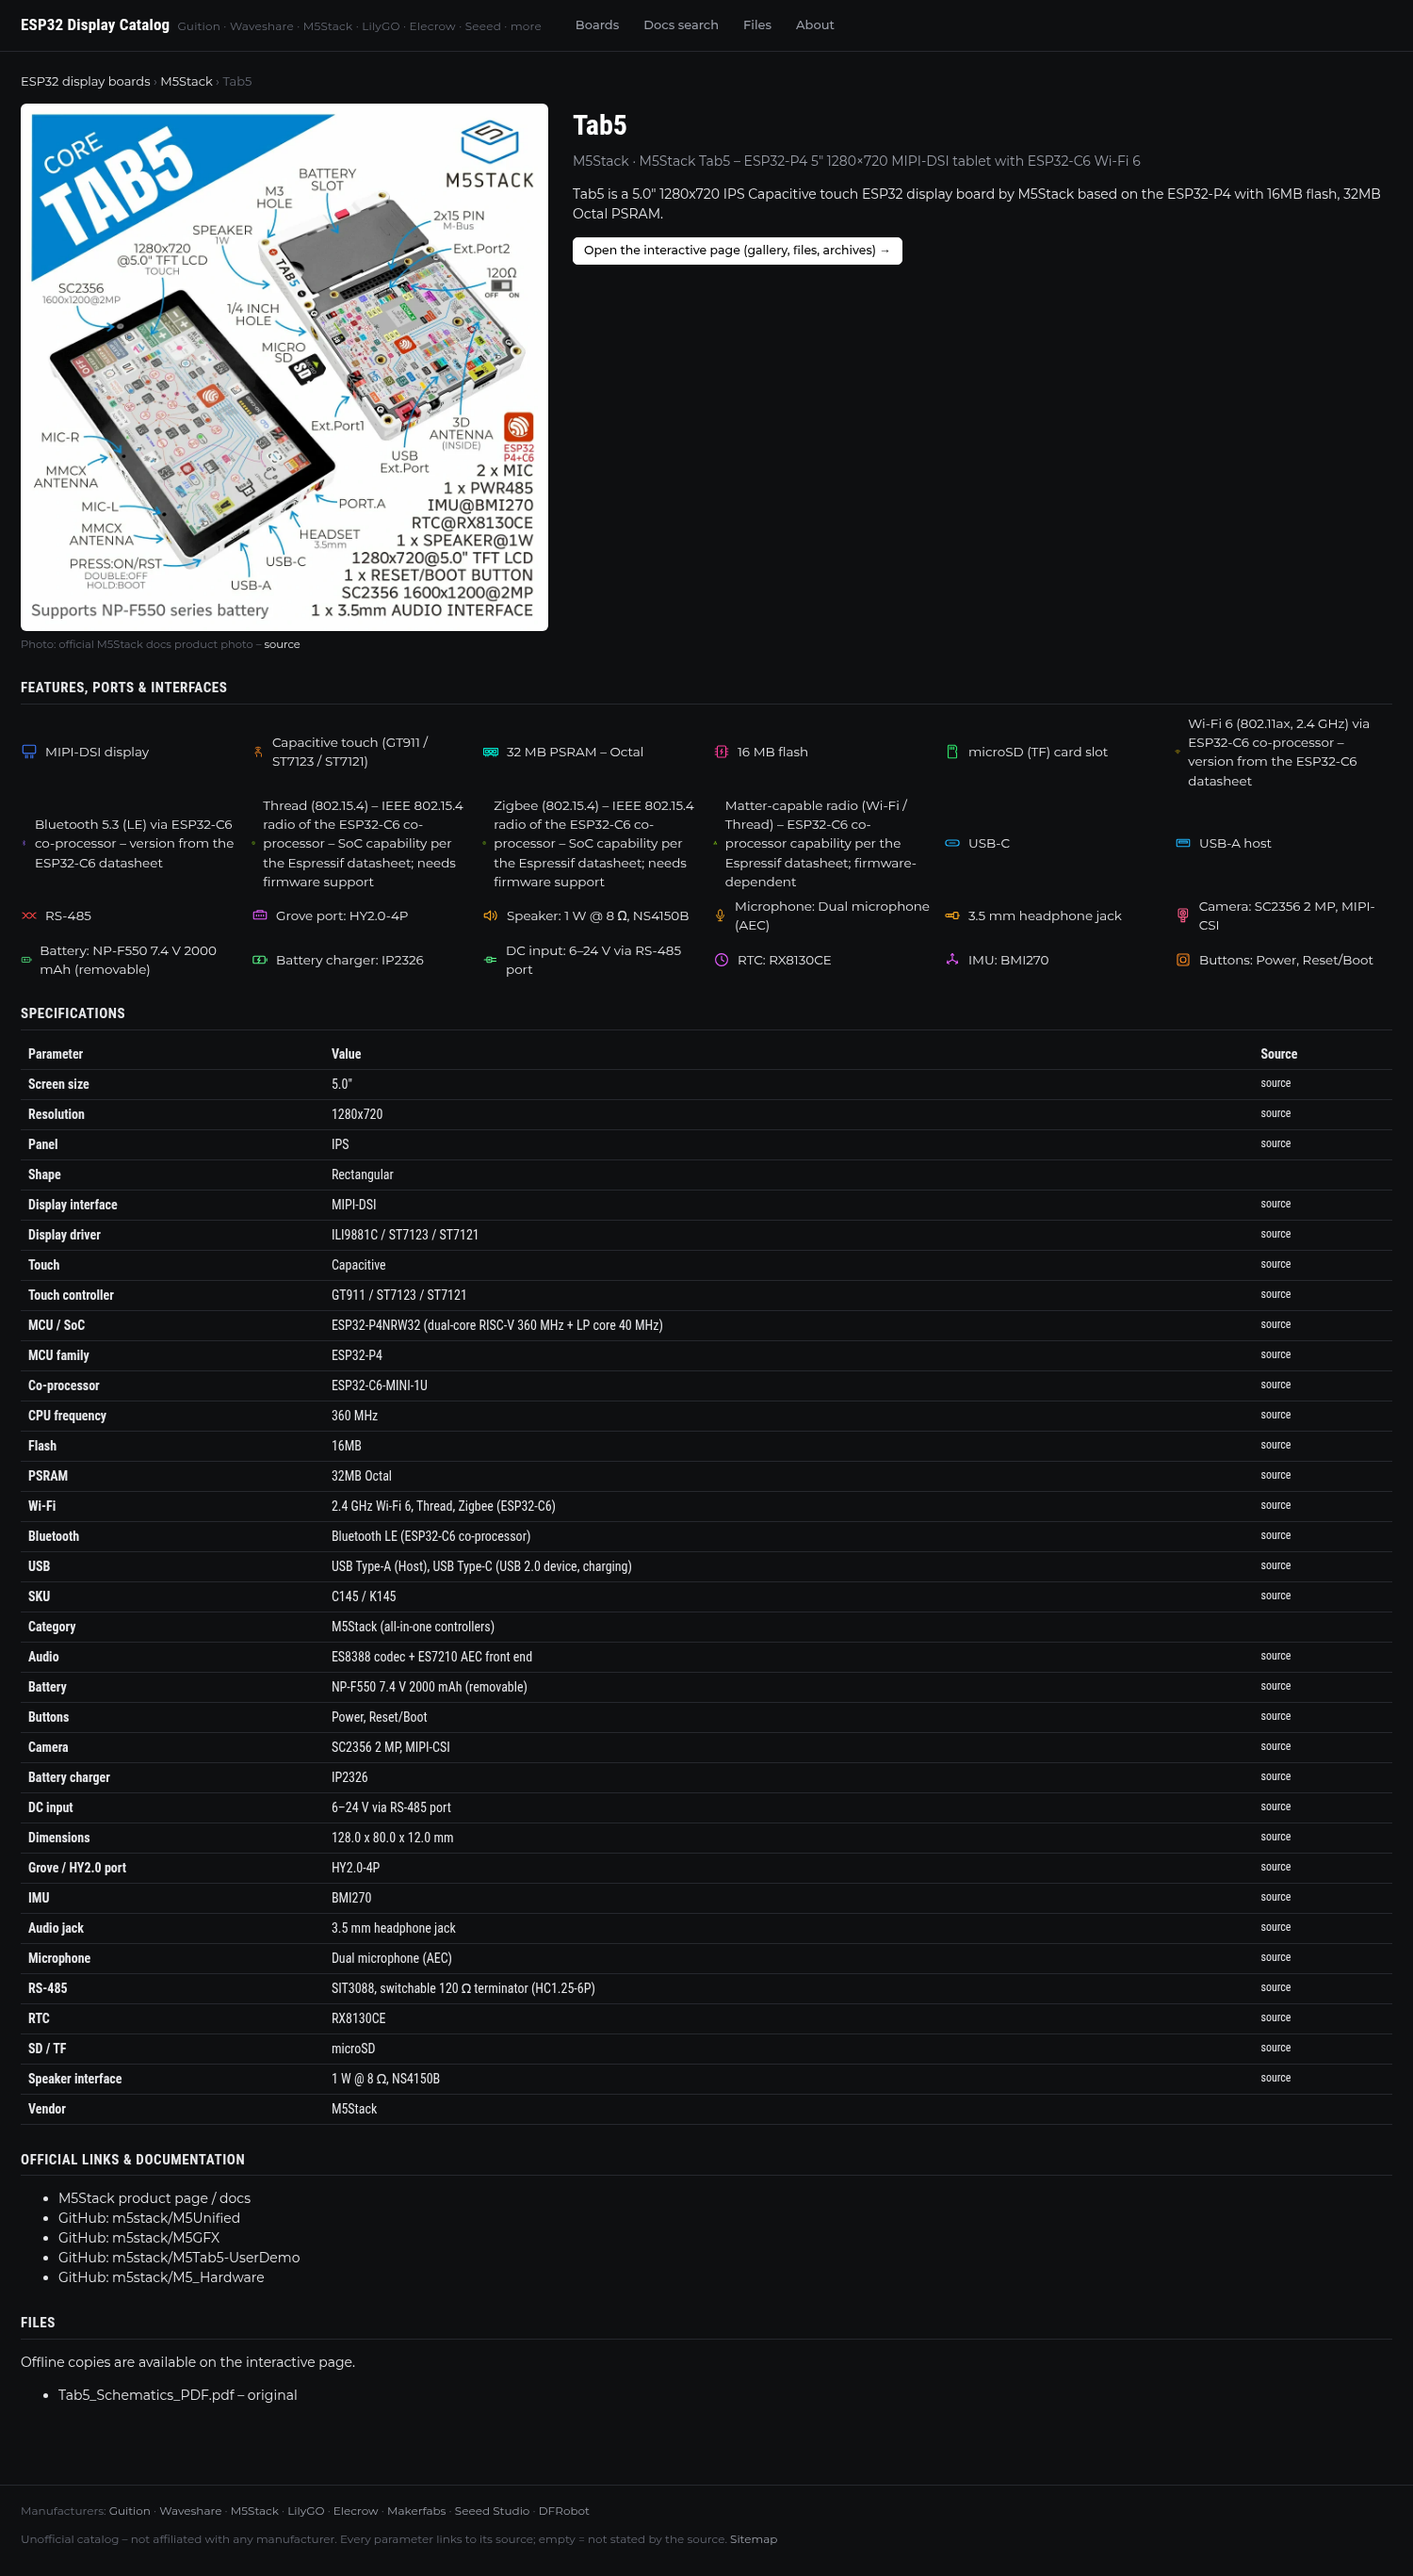 ESP32 Display Catalog Guition · Waveshare · M5Stack · LilyGO · Elecrow · Seeed · more Boards Docs search Files About
ESP32 display boards › M5Stack › Tab5
CORE
TAB5
M5STACK
BATTERY
SLOT
M3
HOLE
2x15 PIN
M-Bus
SPEAKER
1W
Ext.Port2
1280x720
@5.0" TFT LCD
TOUCH
120Ω
OFF ON
SC2356
1600x1200@2MP
1/4 INCH
HOLE
MICRO
SD
Ext.Port1
3D
ANTENNA
(INSIDE)
ESP32
P4+C6
USB
Ext.Port
MIC-R
MMCX
ANTENNA
MIC-L
MMCX
ANTENNA
PORT.A
HEADSET
3.5mm
USB-C
PRESS:ON/RST
DOUBLE:OFF
HOLD:BOOT
USB-A
2 x MIC
1 x PWR485
IMU@BMI270
RTC@RX8130CE
1 x SPEAKER@1W
1280x720@5.0" TFT LCD
1 x RESET/BOOT BUTTON
SC2356 1600x1200@2MP
Supports NP-F550 series battery 1 x 3.5mm AUDIO INTERFACE
Photo: official M5Stack docs product photo – source
Tab5
M5Stack · M5Stack Tab5 – ESP32-P4 5" 1280×720 MIPI-DSI tablet with ESP32-C6 Wi-Fi 6
Tab5 is a 5.0" 1280x720 IPS Capacitive touch ESP32 display board by M5Stack based on the ESP32-P4 with 16MB flash, 32MB
Octal PSRAM.
Open the interactive page (gallery, files, archives) →
FEATURES, PORTS & INTERFACES
MIPI-DSI display
Capacitive touch (GT911 /
ST7123 / ST7121)
32 MB PSRAM – Octal
16 MB flash
microSD (TF) card slot
Wi-Fi 6 (802.11ax, 2.4 GHz) via
ESP32-C6 co-processor –
version from the ESP32-C6
datasheet
Bluetooth 5.3 (LE) via ESP32-C6
co-processor – version from the
ESP32-C6 datasheet
Thread (802.15.4) – IEEE 802.15.4
radio of the ESP32-C6 co-
processor – SoC capability per
the Espressif datasheet; needs
firmware support
Zigbee (802.15.4) – IEEE 802.15.4
radio of the ESP32-C6 co-
processor – SoC capability per
the Espressif datasheet; needs
firmware support
Matter-capable radio (Wi-Fi /
Thread) – ESP32-C6 co-
processor capability per the
Espressif datasheet; firmware-
dependent
USB-C
USB-A host
RS-485
Grove port: HY2.0-4P
Speaker: 1 W @ 8 Ω, NS4150B
Microphone: Dual microphone
(AEC)
3.5 mm headphone jack
Camera: SC2356 2 MP, MIPI-
CSI
Battery: NP-F550 7.4 V 2000
mAh (removable)
Battery charger: IP2326
DC input: 6–24 V via RS-485
port
RTC: RX8130CE
IMU: BMI270
Buttons: Power, Reset/Boot
SPECIFICATIONS
Parameter Value Source
Screen size 5.0" source
Resolution 1280x720 source
Panel IPS source
Shape Rectangular
Display interface MIPI-DSI source
Display driver ILI9881C / ST7123 / ST7121 source
Touch Capacitive source
Touch controller GT911 / ST7123 / ST7121 source
MCU / SoC ESP32-P4NRW32 (dual-core RISC-V 360 MHz + LP core 40 MHz) source
MCU family ESP32-P4 source
Co-processor ESP32-C6-MINI-1U source
CPU frequency 360 MHz source
Flash 16MB source
PSRAM 32MB Octal source
Wi-Fi 2.4 GHz Wi-Fi 6, Thread, Zigbee (ESP32-C6) source
Bluetooth Bluetooth LE (ESP32-C6 co-processor) source
USB USB Type-A (Host), USB Type-C (USB 2.0 device, charging) source
SKU C145 / K145 source
Category M5Stack (all-in-one controllers)
Audio ES8388 codec + ES7210 AEC front end source
Battery NP-F550 7.4 V 2000 mAh (removable) source
Buttons Power, Reset/Boot source
Camera SC2356 2 MP, MIPI-CSI source
Battery charger IP2326 source
DC input 6–24 V via RS-485 port source
Dimensions 128.0 x 80.0 x 12.0 mm source
Grove / HY2.0 port HY2.0-4P source
IMU BMI270 source
Audio jack 3.5 mm headphone jack source
Microphone Dual microphone (AEC) source
RS-485 SIT3088, switchable 120 Ω terminator (HC1.25-6P) source
RTC RX8130CE source
SD / TF microSD source
Speaker interface 1 W @ 8 Ω, NS4150B source
Vendor M5Stack
OFFICIAL LINKS & DOCUMENTATION
• M5Stack product page / docs
• GitHub: m5stack/M5Unified
• GitHub: m5stack/M5GFX
• GitHub: m5stack/M5Tab5-UserDemo
• GitHub: m5stack/M5_Hardware
FILES
Offline copies are available on the interactive page.
• Tab5_Schematics_PDF.pdf – original
Manufacturers: Guition · Waveshare · M5Stack · LilyGO · Elecrow · Makerfabs · Seeed Studio · DFRobot
Unofficial catalog – not affiliated with any manufacturer. Every parameter links to its source; empty = not stated by the source. Sitemap